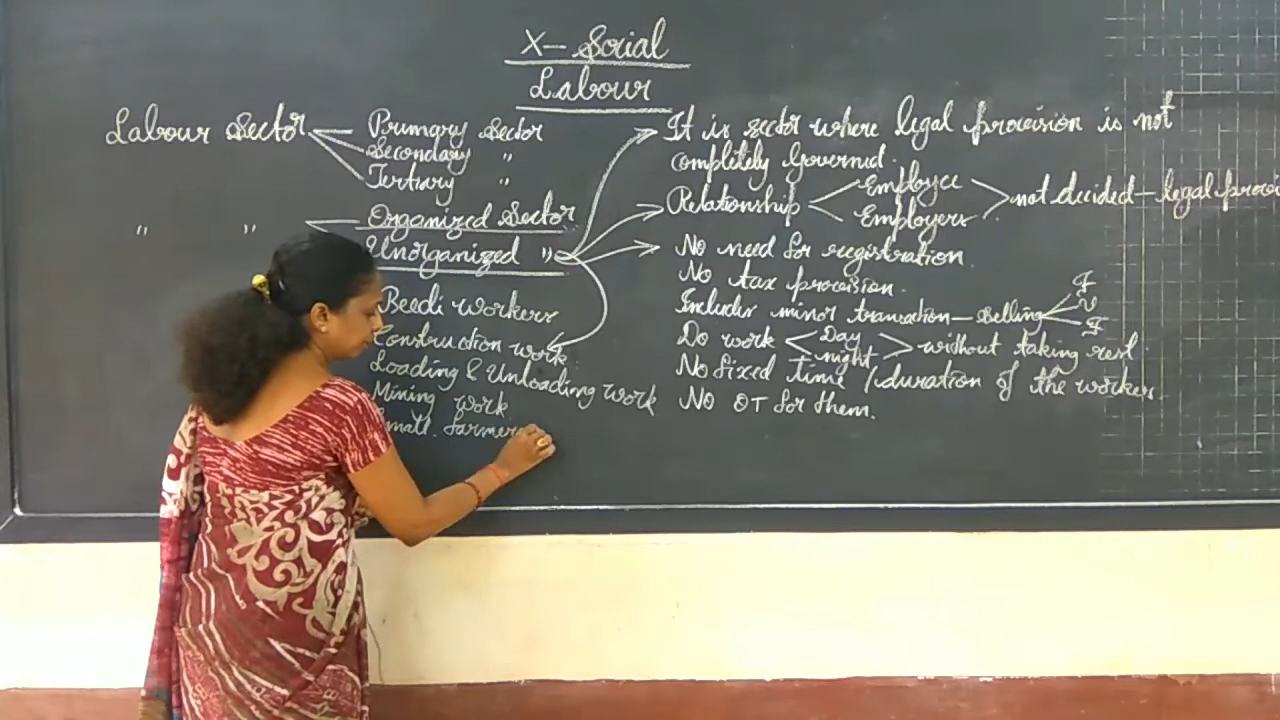 X- Social
Labour
Labour Sector
Primary Sector
Secondary "
Tertiary "
" "
Organized Sector
Unorganized "
Beedi workers
Construction work
Loading & Unloading work
Mining work
Small. farmers
It is sector where legal provision is not
completely Governed.
Relationship Employee
Employers
not decided - legal
No need for registration.
No tax provision.
Includes minor transaction - selling F
V
F
Do work Day
night
without taking rest.
No fixed time / duration of the workers.
No OT for them.